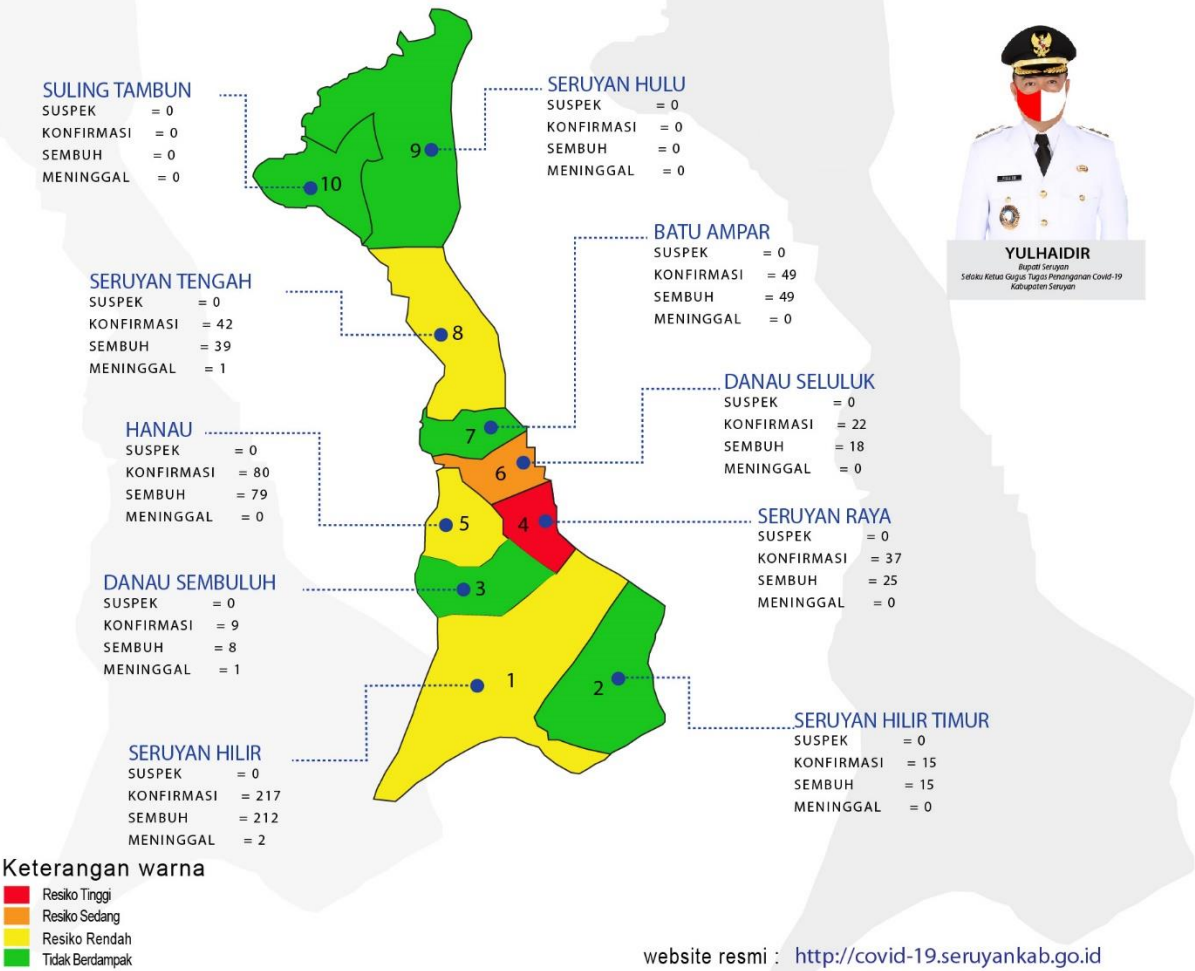 SULING TAMBUN
SUSPEK = 0
KONFIRMASI = 0
SEMBUH = 0
MENINGGAL = 0
SERUYAN HULU
SUSPEK = 0
KONFIRMASI = 0
SEMBUH = 0
MENINGGAL = 0
9
10
YULHAIDIR
Bupati Seruyan
Selaku Ketua Gugus Tugas Penanganan Covid-19
Kabupaten Seruyan
BATU AMPAR
SUSPEK = 0
KONFIRMASI = 49
SEMBUH = 49
MENINGGAL = 0
SERUYAN TENGAH
SUSPEK = 0
KONFIRMASI = 42
SEMBUH = 39
MENINGGAL = 1
8
DANAU SELULUK
SUSPEK = 0
KONFIRMASI = 22
SEMBUH = 18
MENINGGAL = 0
7
6
HANAU
SUSPEK = 0
KONFIRMASI = 80
SEMBUH = 79
MENINGGAL = 0
5
4
SERUYAN RAYA
SUSPEK = 0
KONFIRMASI = 37
SEMBUH = 25
MENINGGAL = 0
DANAU SEMBULUH
SUSPEK = 0
KONFIRMASI = 9
SEMBUH = 8
MENINGGAL = 1
3
1
2
SERUYAN HILIR
SUSPEK = 0
KONFIRMASI = 217
SEMBUH = 212
MENINGGAL = 2
SERUYAN HILIR TIMUR
SUSPEK = 0
KONFIRMASI = 15
SEMBUH = 15
MENINGGAL = 0
Keterangan warna
Resiko Tinggi
Resiko Sedang
Resiko Rendah
Tidak Berdampak
website resmi : http://covid-19.seruyankab.go.id